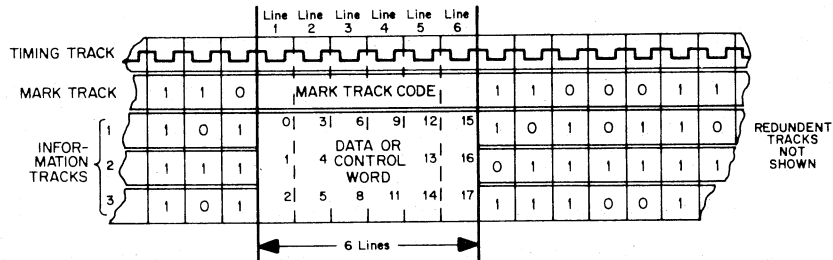 Line Line Line Line Line Line
1 2 3 4 5 6
TIMING TRACK
MARK TRACK 1 1 0 MARK TRACK CODE 1 1 0 0 0 1 1
1 1 0 1 0 3 6 9 12 15 1 0 1 0 1 1 0
INFOR-
MATION
TRACKS
2 1 1 1 1 4 13 16 0 1 1 1 1 1 1
DATA OR
CONTROL
WORD
3 1 0 1 2 5 8 11 14 17 1 1 1 0 0 1
REDUNDENT
TRACKS
NOT
SHOWN
6 Lines